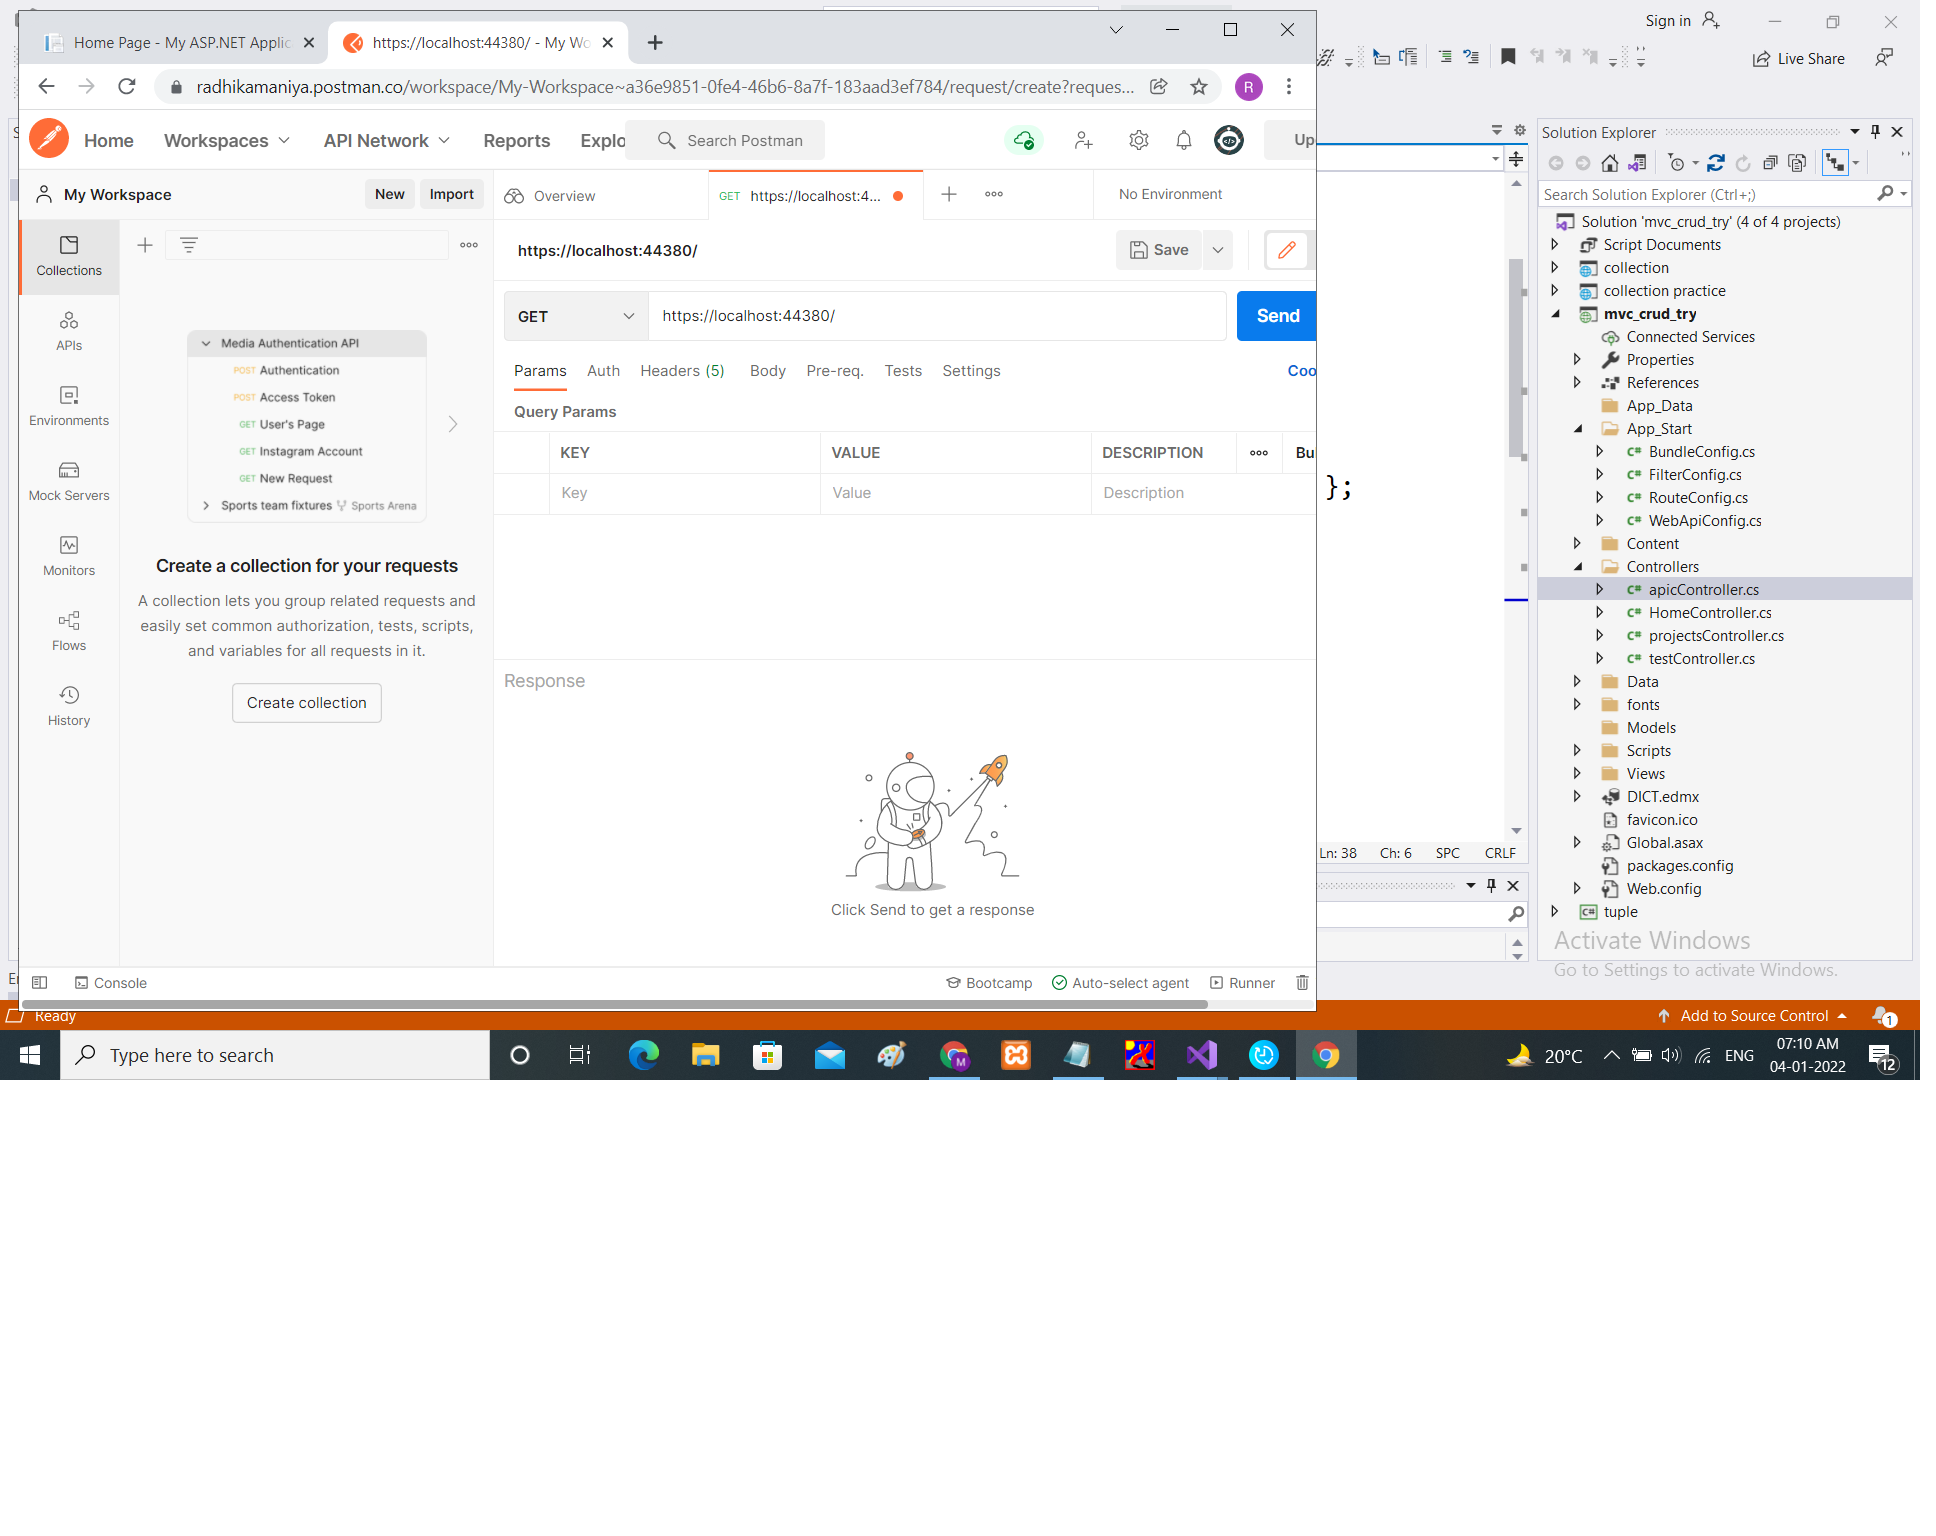 Sign in
Live Share
Home Page - My ASP.NET Applic
https://localhost:44380/ - My Wo
radhikamaniya.postman.co/workspace/My-Workspace~a36e9851-0fe4-46b6-8a7f-183aad3ef784/request/create?reques...
R
Home
Workspaces
API Network
Reports
Explo
Search Postman
Up
My Workspace
New
Import
Overview
GET https://localhost:4...
No Environment
Collections
APIs
Environments
Mock Servers
Monitors
Flows
History
Media Authentication API
POST Authentication
POST Access Token
GET User's Page
GET Instagram Account
GET New Request
Sports team fixtures Sports Arena
Create a collection for your requests
A collection lets you group related requests and
easily set common authorization, tests, scripts,
and variables for all requests in it.
Create collection
https://localhost:44380/
Save
GET
https://localhost:44380/
Send
Params
Auth
Headers (5)
Body
Pre-req.
Tests
Settings
Coo
Query Params
KEY
VALUE
DESCRIPTION
Bu
Key
Value
Description
Response
Click Send to get a response
Console
Bootcamp
Auto-select agent
Runner
};
Ln: 38
Ch: 6
SPC
CRLF
Solution Explorer
Search Solution Explorer (Ctrl+;)
Solution 'mvc_crud_try' (4 of 4 projects)
Script Documents
collection
collection practice
mvc_crud_try
Connected Services
Properties
References
App_Data
App_Start
C# BundleConfig.cs
C# FilterConfig.cs
C# RouteConfig.cs
C# WebApiConfig.cs
Content
Controllers
C# apicController.cs
C# HomeController.cs
C# projectsController.cs
C# testController.cs
Data
fonts
Models
Scripts
Views
DICT.edmx
favicon.ico
Global.asax
packages.config
Web.config
C# tuple
Activate Windows
Go to Settings to activate Windows.
Ready
Add to Source Control
1
Type here to search
M
20°C
ENG
07:10 AM
04-01-2022
12